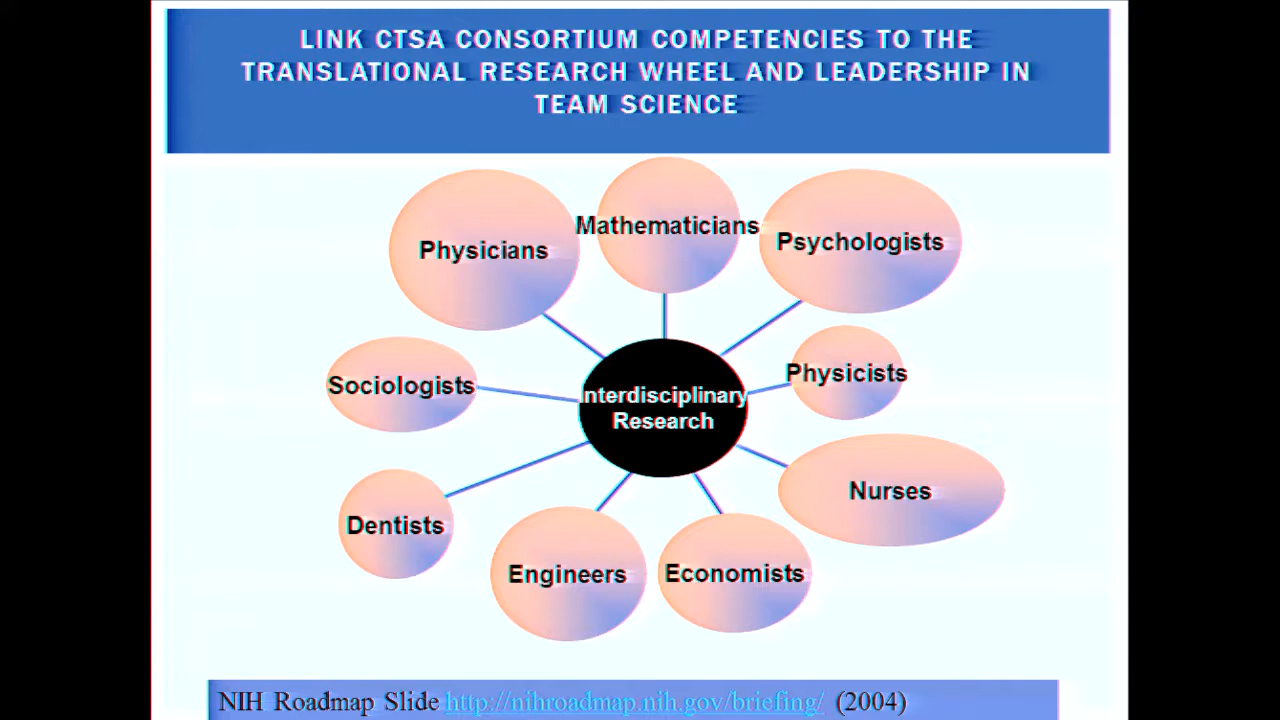 LINK CTSA CONSORTIUM COMPETENCIES TO THE
TRANSLATIONAL RESEARCH WHEEL AND LEADERSHIP IN
TEAM SCIENCE
Physicians
Mathematicians
Psychologists
Sociologists
Interdisciplinary
Research
Physicists
Dentists
Nurses
Engineers
Economists
NIH Roadmap Slide http://nihroadmap.nih.gov/briefing/ (2004)